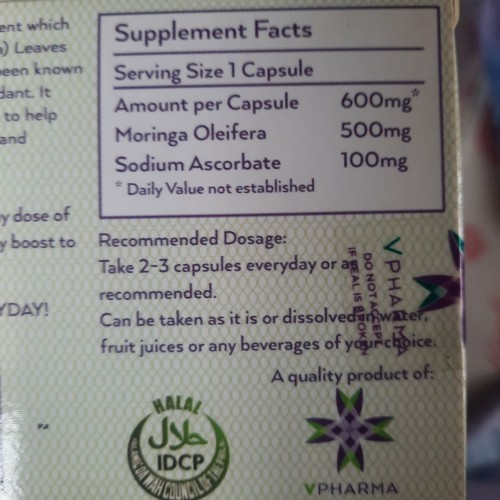 ent which
) Leaves
been known
dant. It
to help
and
y dose of
y boost to
YDAY!
Supplement Facts
Serving Size 1 Capsule
Amount per Capsule 600mg*
Moringa Oleifera 500mg
Sodium Ascorbate 100mg
* Daily Value not established
Recommended Dosage:
Take 2-3 capsules everyday or as
recommended.
Can be taken as it is or dissolved in water,
fruit juices or any beverages of your choice.
VPHARMA
DO NOT ACCEPT
IF SEAL IS BROKEN
A quality product of:
HALAL
حلال
IDCP
VPHARMA